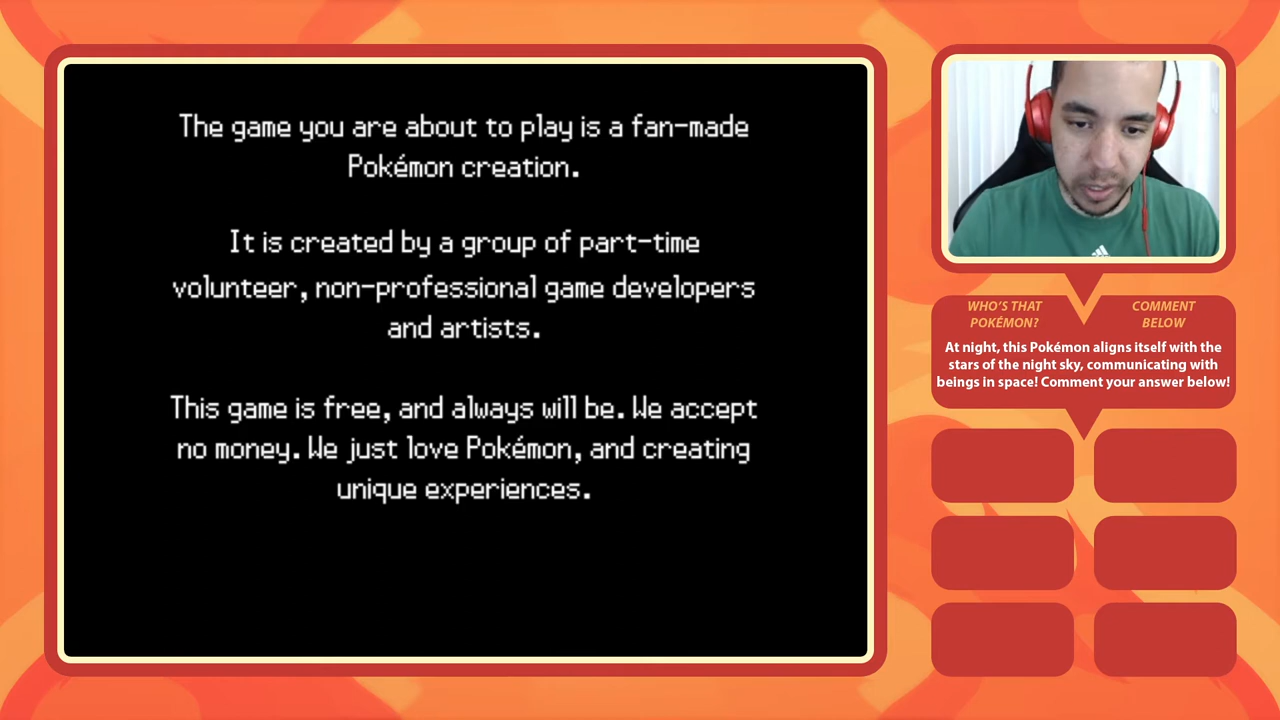 The game you are about to play is a fan-made
Pokémon creation.
It is created by a group of part-time
volunteer, non-professional game developers
and artists.
This game is free, and always will be. We accept
no money. We just love Pokémon, and creating
unique experiences.
WHO'S THAT
POKÉMON?
COMMENT
BELOW
At night, this Pokémon aligns itself with the
stars of the night sky, communicating with
beings in space! Comment your answer below!